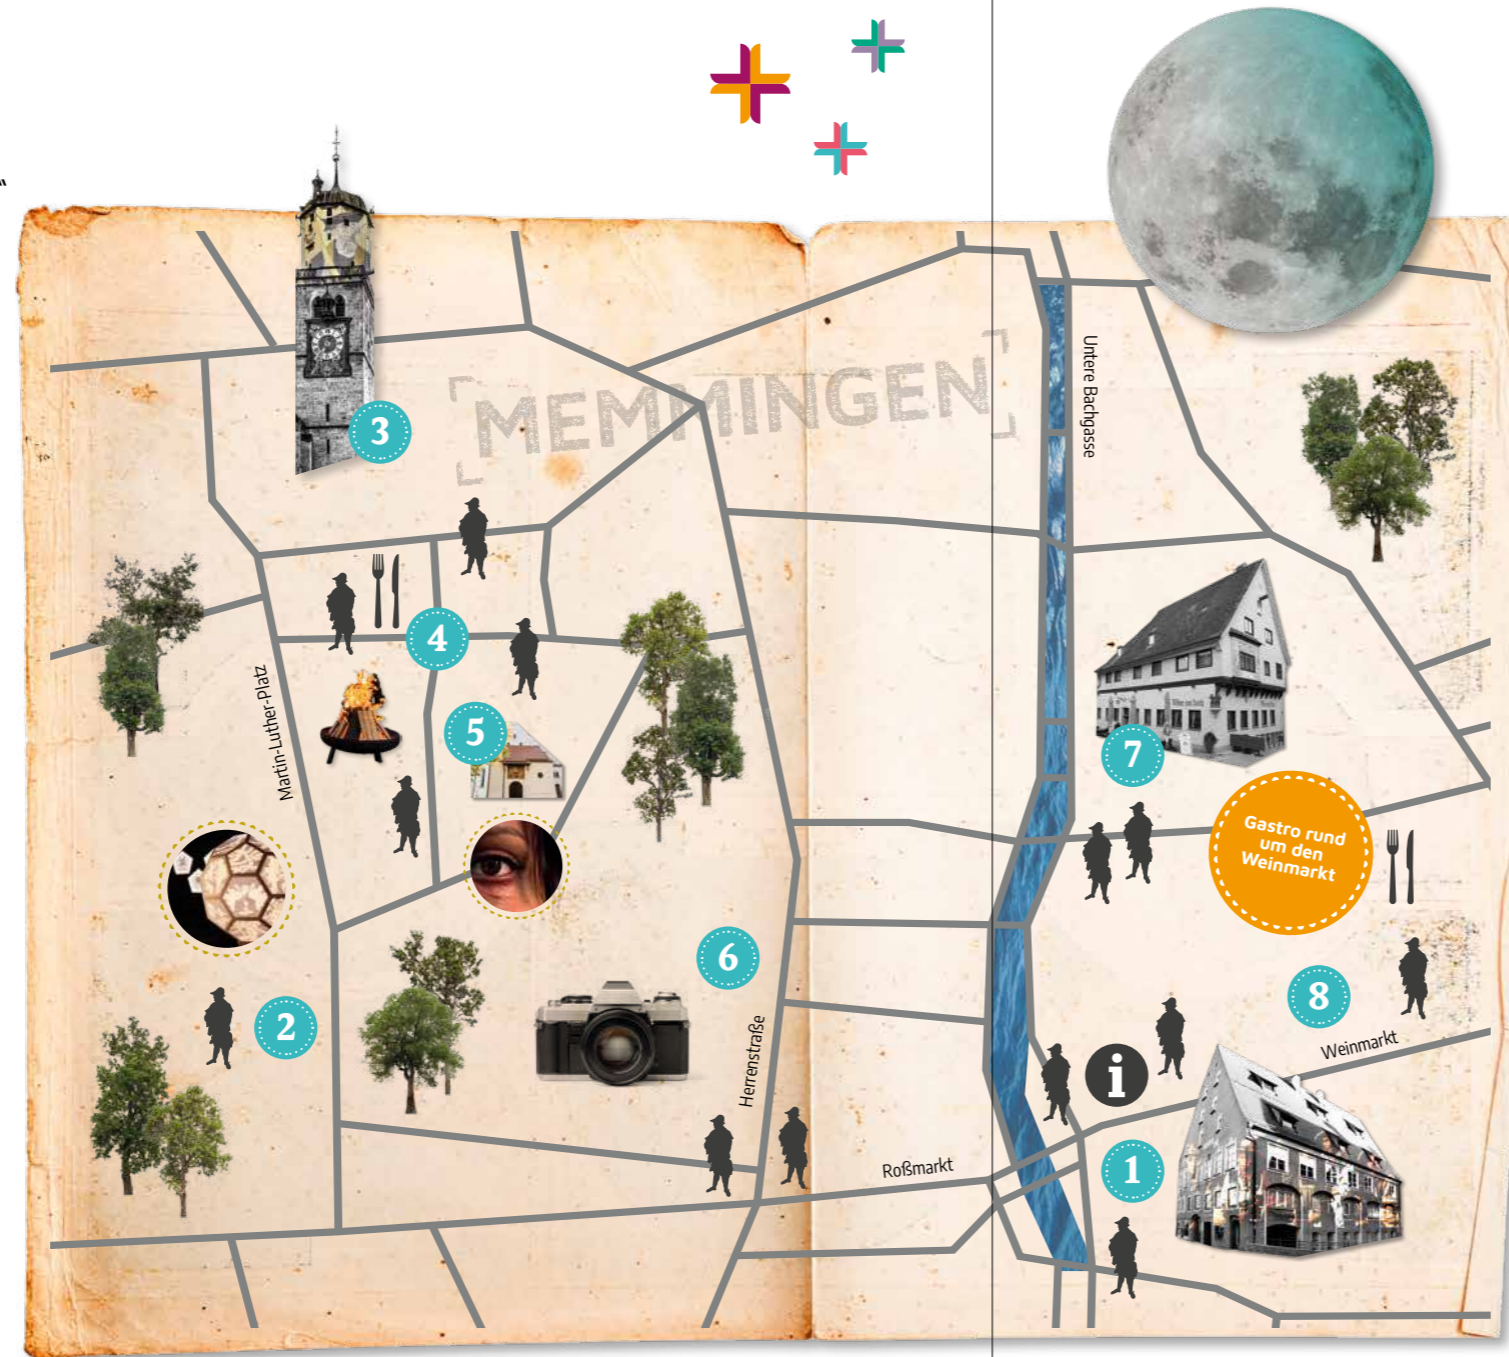 “
MEMMINGEN
Untere Bachgasse
3
4
Martin-Luther-Platz
5
7
Gastro rund
um den
Weinmarkt
6
8
2
Herrenstraße
i
Weinmarkt
Roßmarkt
1